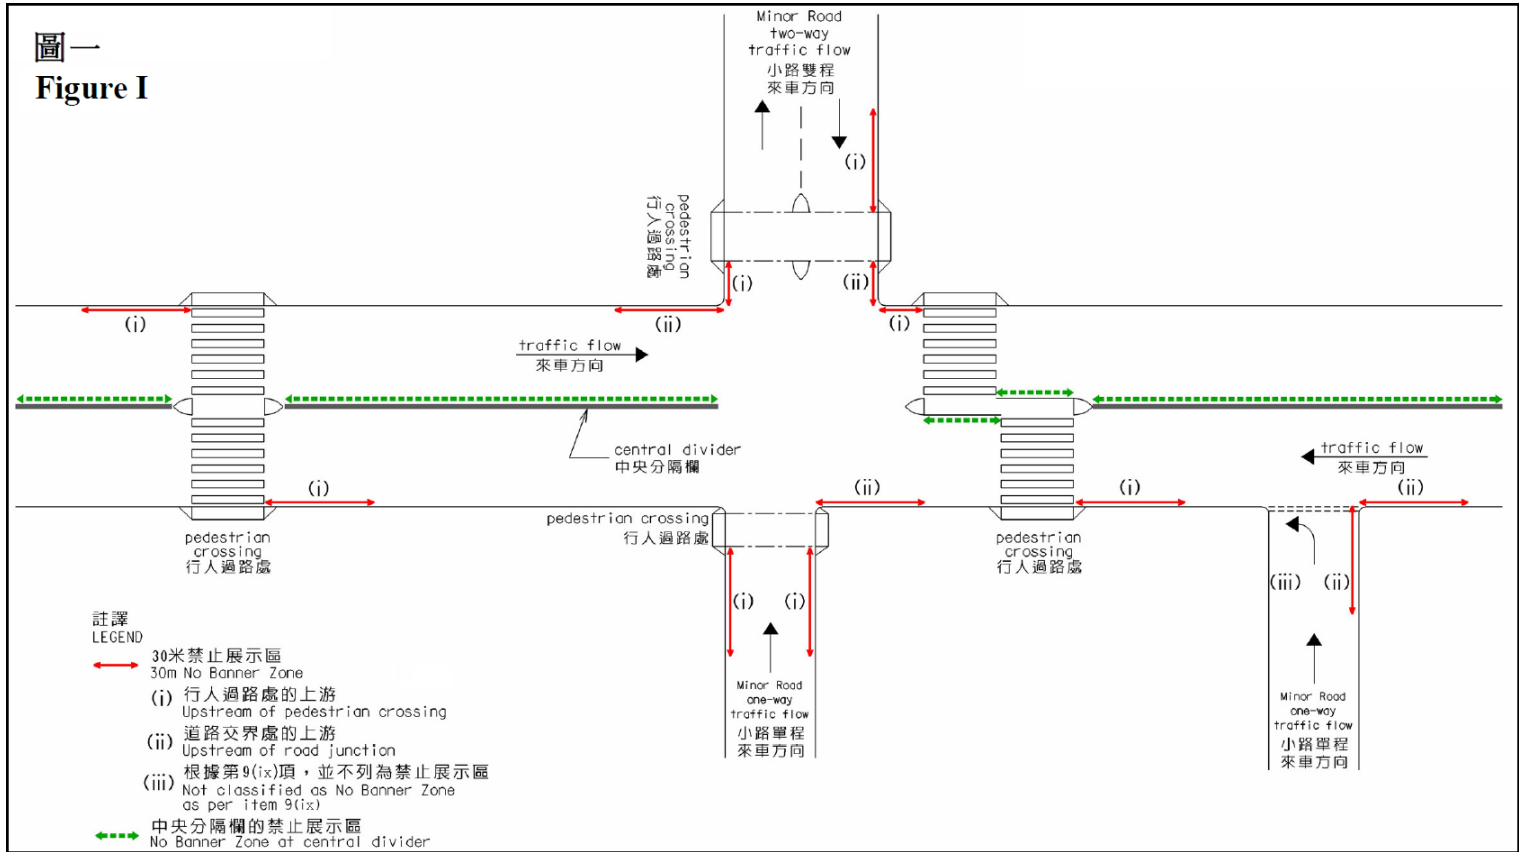 圖一
Figure I
Minor Road
two-way
traffic flow
小路雙程
來車方向
(i)
pedestrian
crossing
行人過路處
(i)
(ii)
(i)
(ii)
(i)
traffic flow
來車方向
central divider
中央分隔欄
traffic flow
來車方向
(i)
(ii)
(i)
(ii)
pedestrian crossing
行人過路處
pedestrian
crossing
行人過路處
pedestrian
crossing
行人過路處
(i)
(i)
(iii)
(ii)
Minor Road
one-way
traffic flow
小路單程
來車方向
Minor Road
one-way
traffic flow
小路單程
來車方向
註譯
LEGEND
30米禁止展示區
30m No Banner Zone
(i) 行人過路處的上游
Upstream of pedestrian crossing
(ii) 道路交界處的上游
Upstream of road junction
(iii) 根據第9(ix)項，並不列為禁止展示區
Not classified as No Banner Zone
as per item 9(ix)
中央分隔欄的禁止展示區
No Banner Zone at central divider